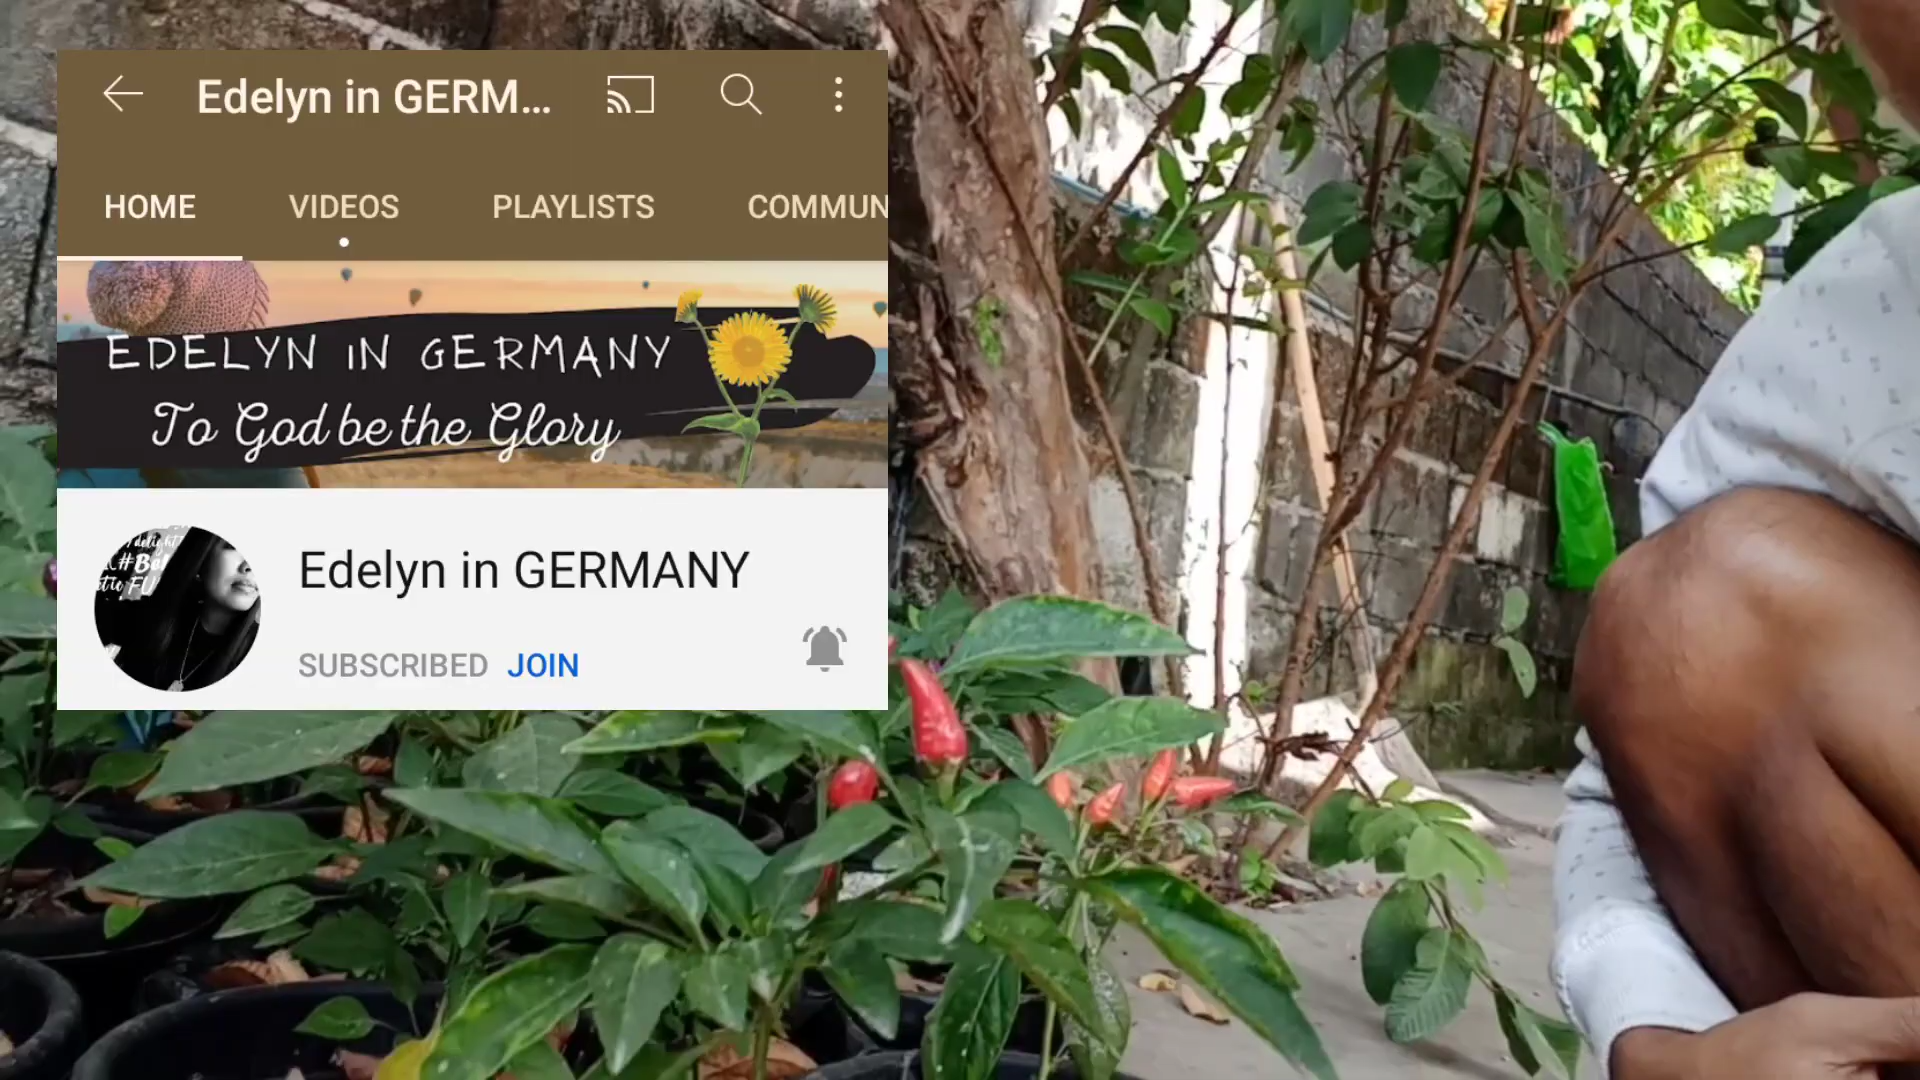 Edelyn in GERM...
HOME VIDEOS PLAYLISTS COMMUN
EDELYN IN GERMANY
To God be the Glory
Edelyn in GERMANY
SUBSCRIBED JOIN